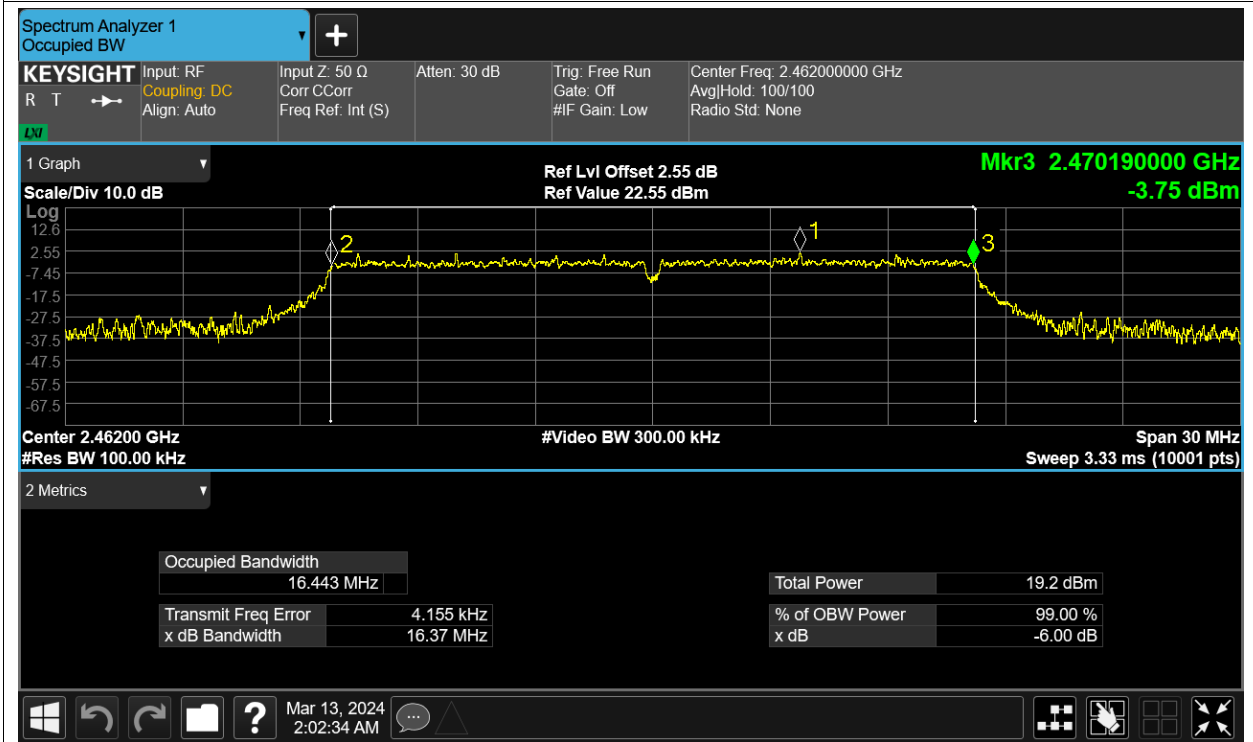 Spectrum Analyzer 1
Occupied BW
KEYSIGHT
R T
LXI
Input: RF
Coupling: DC
Align: Auto
Input Z: 50 Ω
Corr CCorr
Freq Ref: Int (S)
Atten: 30 dB
Trig: Free Run
Gate: Off
#IF Gain: Low
Center Freq: 2.462000000 GHz
Avg|Hold: 100/100
Radio Std: None
1 Graph
Scale/Div 10.0 dB
Ref Lvl Offset 2.55 dB
Ref Value 22.55 dBm
Mkr3 2.470190000 GHz
-3.75 dBm
Log
12.6
2.55
-7.45
-17.5
-27.5
-37.5
-47.5
-57.5
-67.5
2
1
3
Center 2.46200 GHz
#Res BW 100.00 kHz
#Video BW 300.00 kHz
Span 30 MHz
Sweep 3.33 ms (10001 pts)
2 Metrics
Occupied Bandwidth
16.443 MHz
Transmit Freq Error 4.155 kHz
x dB Bandwidth 16.37 MHz
Total Power 19.2 dBm
% of OBW Power 99.00 %
x dB -6.00 dB
?
Mar 13, 2024
2:02:34 AM